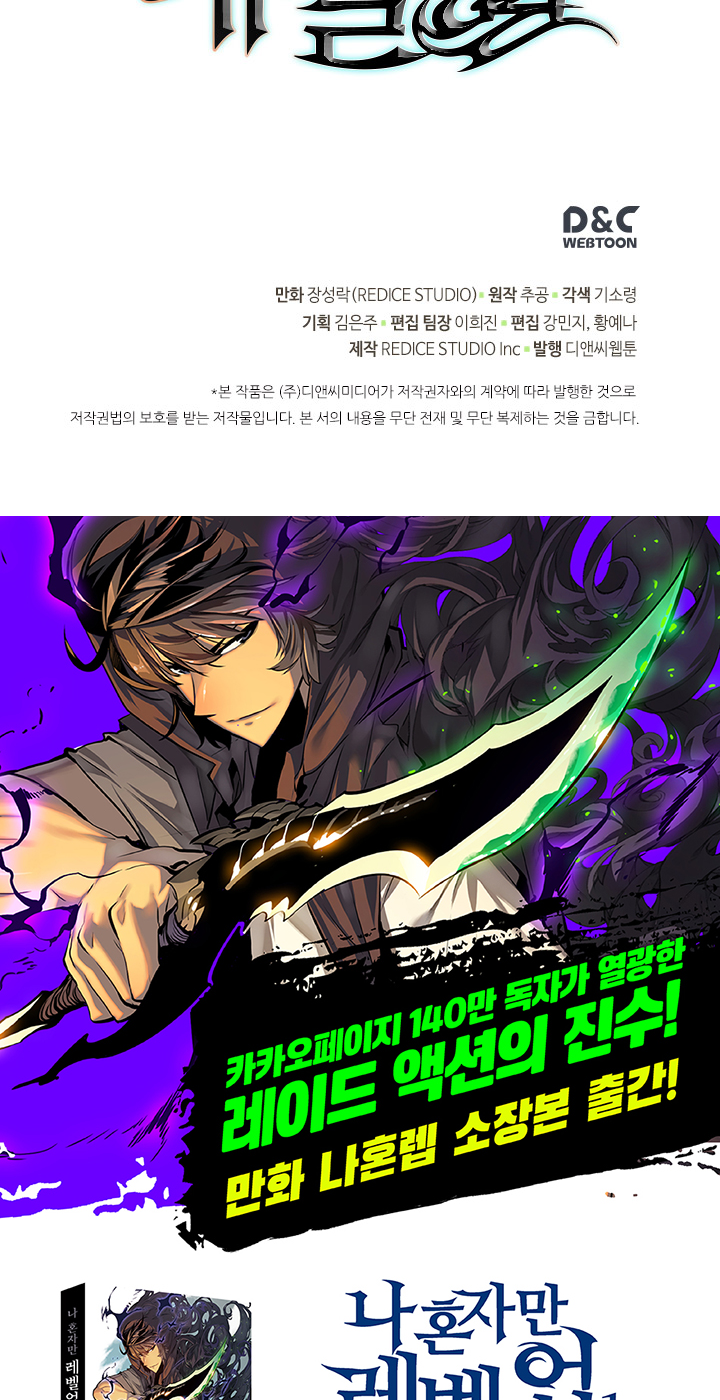 D&C
WEBTOON
만화 장성락(REDICE STUDIO) ▪ 원작 추공 ▪ 각색 기소령
기획 김은주 ▪ 편집 팀장 이희진 ▪ 편집 강민지, 황예나
제작 REDICE STUDIO Inc ▪ 발행 디앤씨웹툰
*본 작품은 (주)디앤씨미디어가 저작권자와의 계약에 따라 발행한 것으로
저작권법의 보호를 받는 저작물입니다. 본 서의 내용을 무단 전재 및 무단 복제하는 것을 금합니다.
카카오페이지 140만 독자가 열광한
레이드 액션의 진수!
만화 나혼렙 소장본 출간!
나 혼자만 레벨업
나 혼자만
레벨업